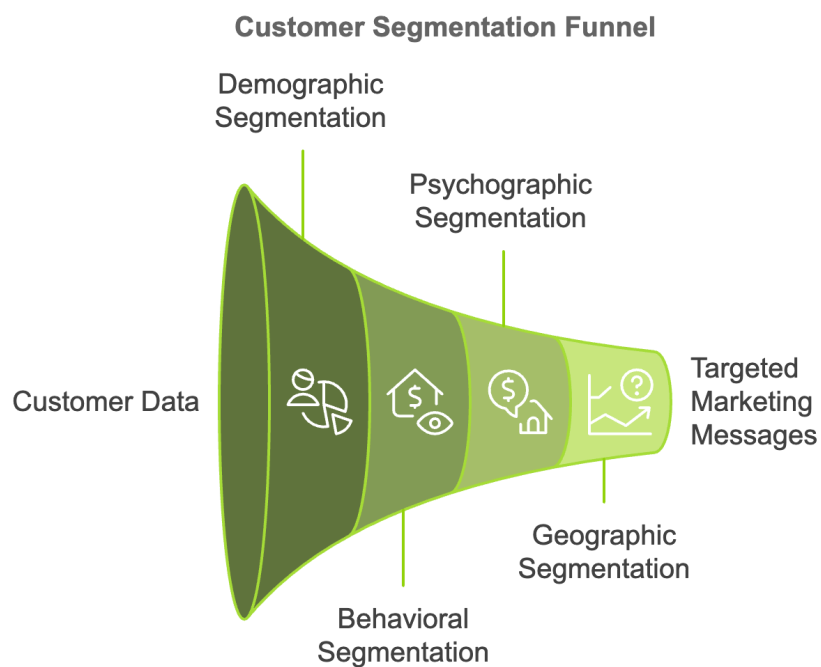 Customer Segmentation Funnel
Demographic
Segmentation
Psychographic
Segmentation
Customer Data
$
$
?
Targeted
Marketing
Messages
Geographic
Segmentation
Behavioral
Segmentation